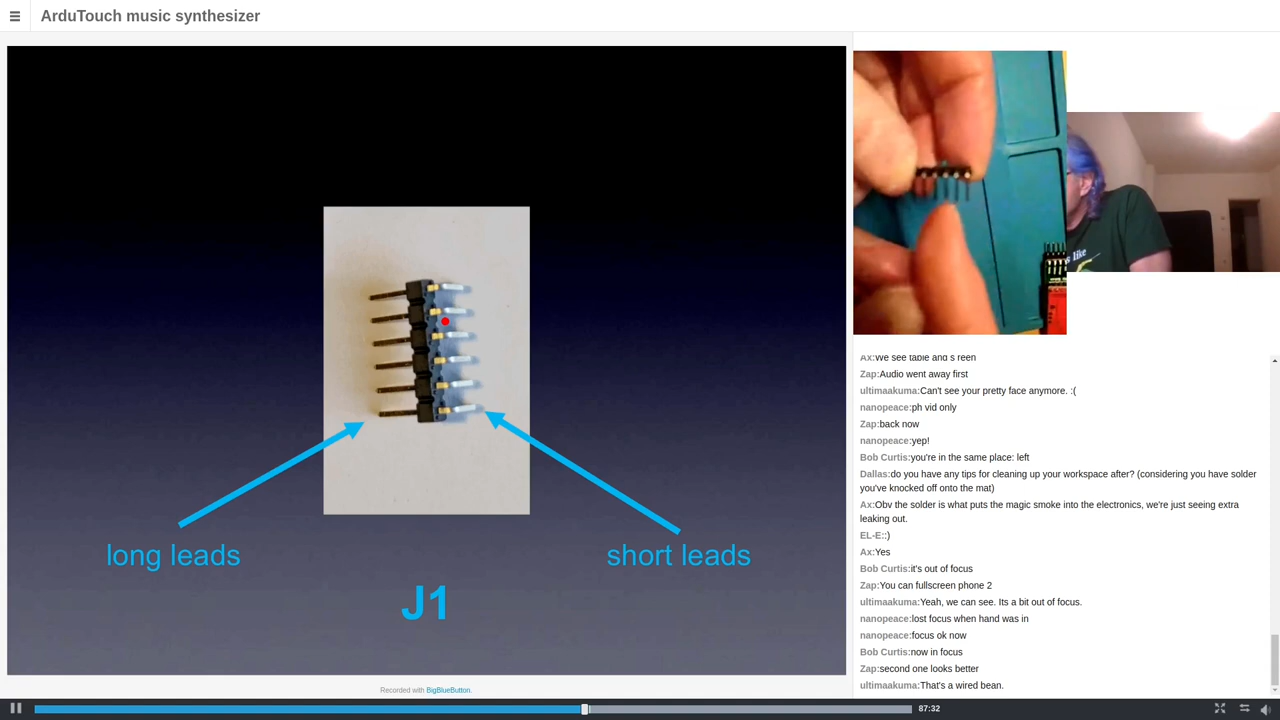 ArduTouch music synthesizer
long leads
short leads
J1
Recorded with BigBlueButton.
Ax:We see table and s reen
Zap:Audio went away first
ultimaakuma:Can't see your pretty face anymore. :(
nanopeace:ph vid only
Zap:back now
nanopeace:yep!
Bob Curtis:you're in the same place: left
Dallas:do you have any tips for cleaning up your workspace after? (considering you have solder
you've knocked off onto the mat)
Ax:Obv the solder is what puts the magic smoke into the electronics, we're just seeing extra
leaking out.
EL-E::)
Ax:Yes
Bob Curtis:it's out of focus
Zap:You can fullscreen phone 2
ultimaakuma:Yeah, we can see. Its a bit out of focus.
nanopeace:lost focus when hand was in
nanopeace:focus ok now
Bob Curtis:now in focus
Zap:second one looks better
ultimaakuma:That's a wired bean.
87:32